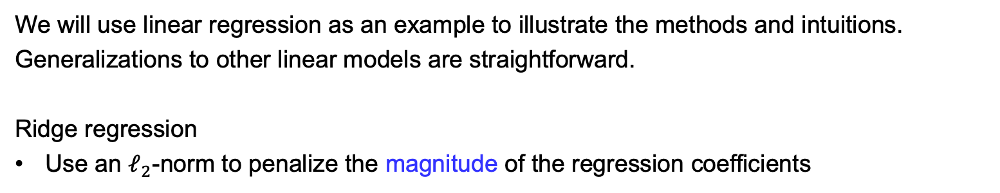 We will use linear regression as an example to illustrate the methods and intuitions.
Generalizations to other linear models are straightforward.
Ridge regression
• Use an ℓ₂-norm to penalize the magnitude of the regression coefficients